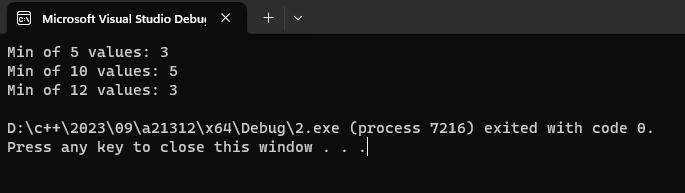 Microsoft Visual Studio Debug
Min of 5 values: 3
Min of 10 values: 5
Min of 12 values: 3
D:\c++\2023\09\a21312\x64\Debug\2.exe (process 7216) exited with code 0.
Press any key to close this window . . .